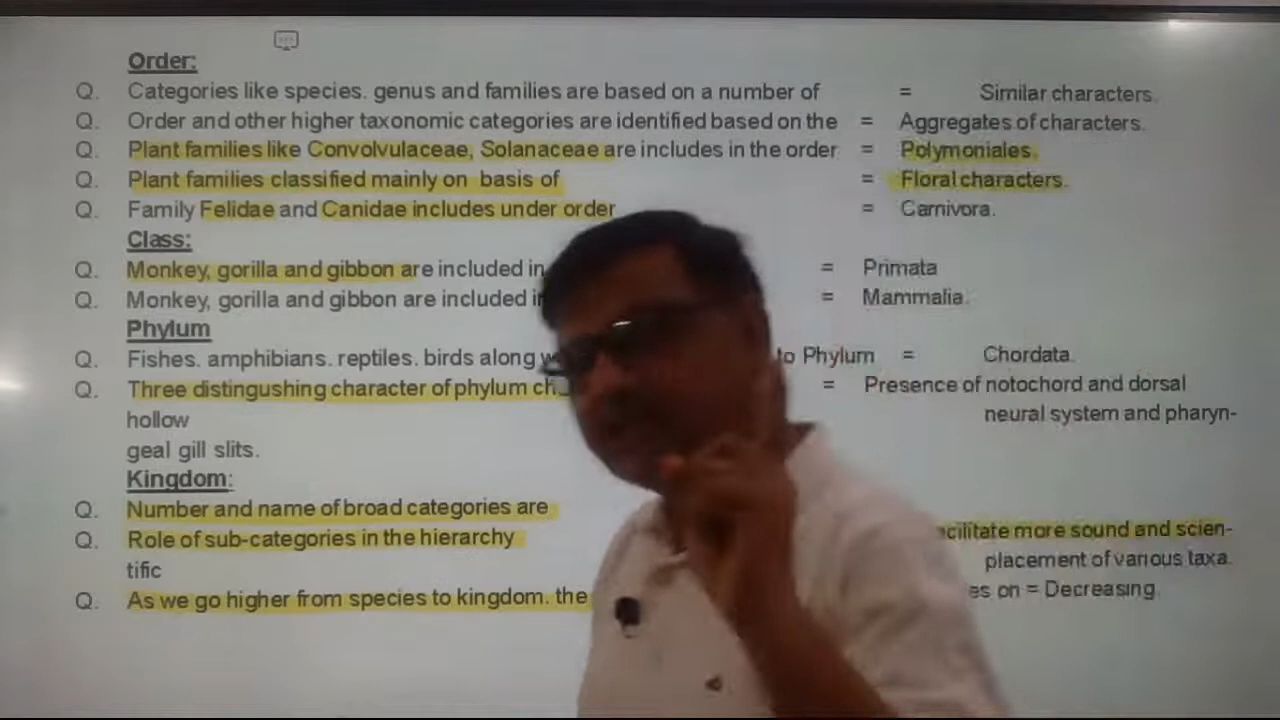 Order:
Q. Categories like species. genus and families are based on a number of = Similar characters.
Q. Order and other higher taxonomic categories are identified based on the = Aggregates of characters.
Q. Plant families like Convolvulaceae, Solanaceae are includes in the order = Polymoniales.
Q. Plant families classified mainly on basis of = Floral characters.
Q. Family Felidae and Canidae includes under order = Carnivora.
Class:
Q. Monkey, gorilla and gibbon are included in = Primata
Q. Monkey, gorilla and gibbon are included = Mammalia.
Phylum
Q. Fishes. amphibians. reptiles. birds along to Phylum = Chordata.
Q. Three distingushing character of phylum = Presence of notochord and dorsal
hollow neural system and pharyn-
geal gill slits.
Kingdom:
Q. Number and name of broad categories are
Q. Role of sub-categories in the hierarchy more sound and scien-
tific placement of various taxa.
Q. As we go higher from species to kingdom. the on = Decreasing.